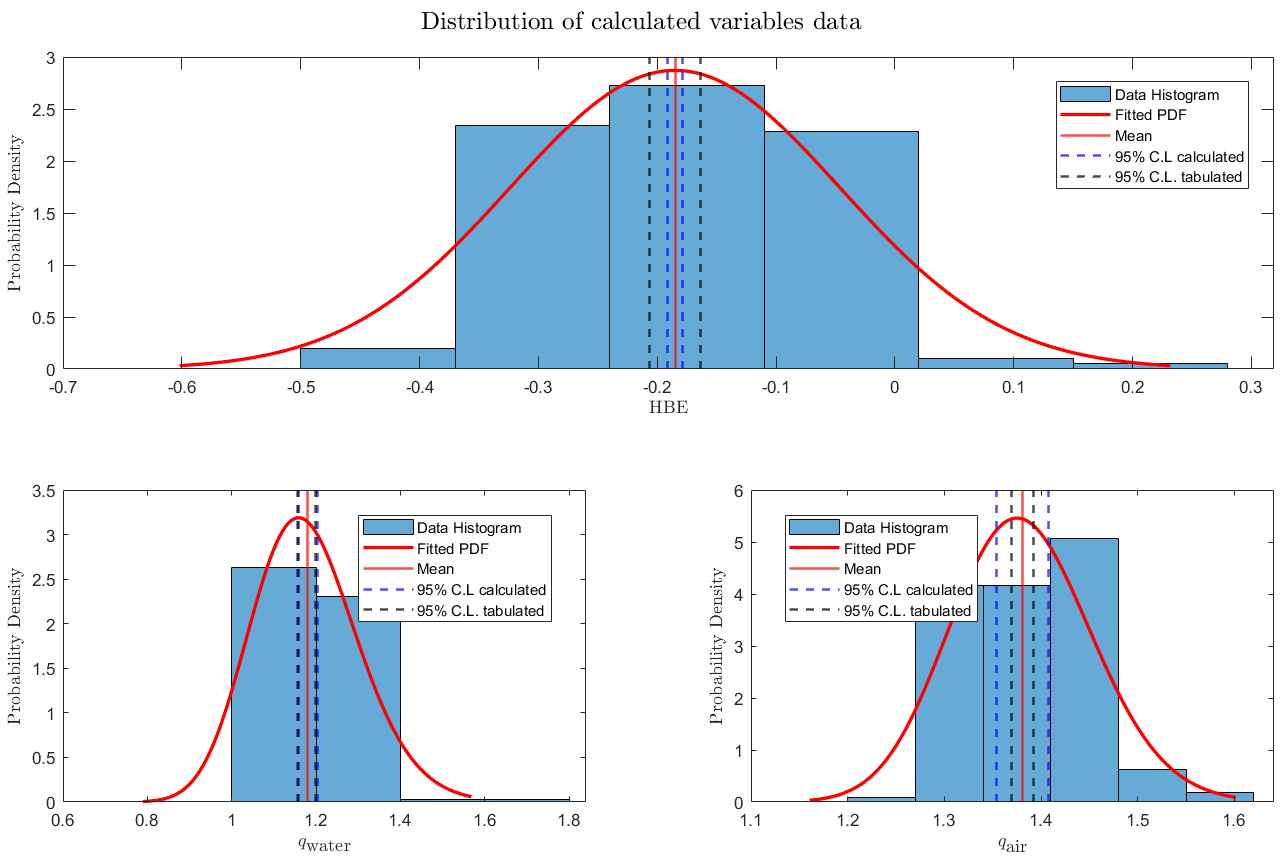 Distribution of calculated variables data
3
2.5
2
1.5
1
0.5
0
Probability Density
-0.7 -0.6 -0.5 -0.4 -0.3 -0.2 -0.1 0 0.1 0.2 0.3
HBE
Data Histogram
Fitted PDF
Mean
95% C.L calculated
95% C.L. tabulated
3.5
3
2.5
2
1.5
1
0.5
0
Probability Density
0.6 0.8 1 1.2 1.4 1.6 1.8
q_water
Data Histogram
Fitted PDF
Mean
95% C.L calculated
95% C.L. tabulated
6
5
4
3
2
1
0
Probability Density
1.1 1.2 1.3 1.4 1.5 1.6
q_air
Data Histogram
Fitted PDF
Mean
95% C.L calculated
95% C.L. tabulated